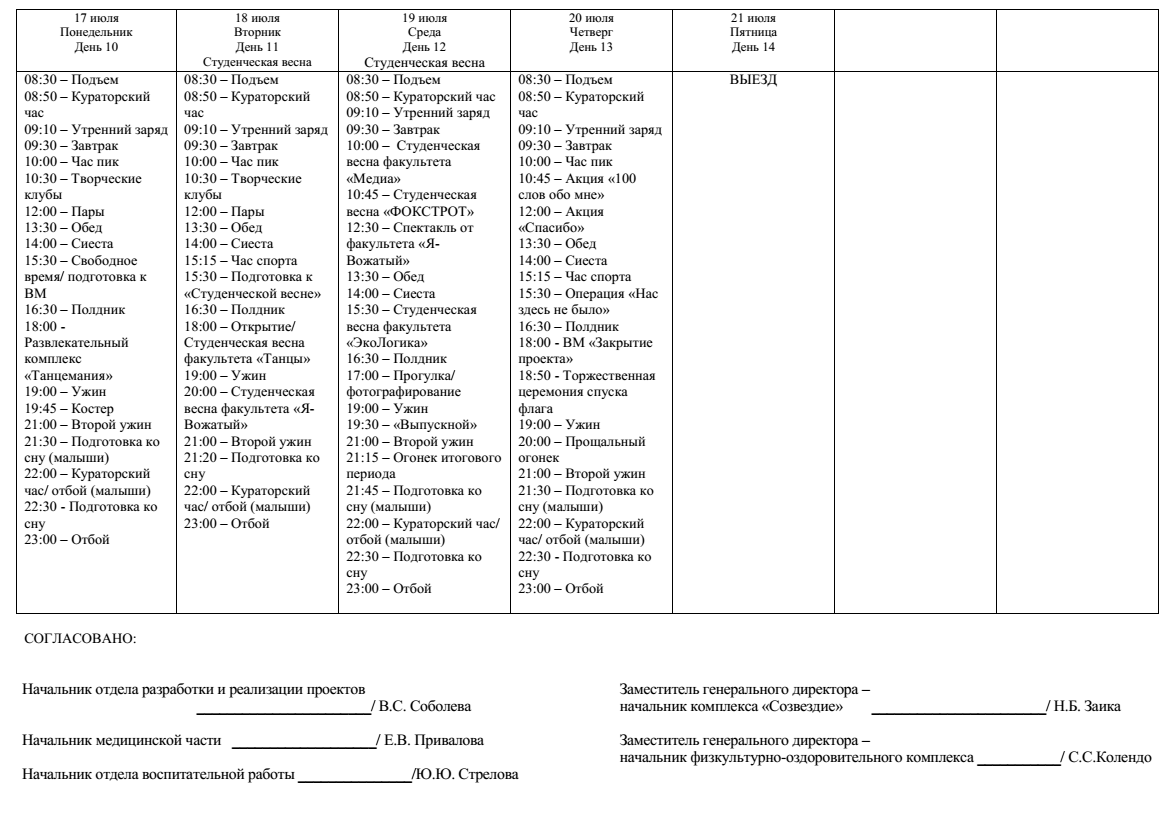 17 июля
Понедельник
День 10
18 июля
Вторник
День 11
Студенческая весна
19 июля
Среда
День 12
Студенческая весна
20 июля
Четверг
День 13
21 июля
Пятница
День 14
08:30 – Подъем
08:50 – Кураторский
час
09:10 – Утренний заряд
09:30 – Завтрак
10:00 – Час пик
10:30 – Творческие
клубы
12:00 – Пары
13:30 – Обед
14:00 – Сиеста
15:30 – Свободное
время/ подготовка к
ВМ
16:30 – Полдник
18:00 -
Развлекательный
комплекс
«Танцемания»
19:00 – Ужин
19:45 – Костер
21:00 – Второй ужин
21:30 – Подготовка ко
сну (малыши)
22:00 – Кураторский
час/ отбой (малыши)
22:30 - Подготовка ко
сну
23:00 – Отбой
08:30 – Подъем
08:50 – Кураторский
час
09:10 – Утренний заряд
09:30 – Завтрак
10:00 – Час пик
10:30 – Творческие
клубы
12:00 – Пары
13:30 – Обед
14:00 – Сиеста
15:15 – Час спорта
15:30 – Подготовка к
«Студенческой весне»
16:30 – Полдник
18:00 – Открытие/
Студенческая весна
факультета «Танцы»
19:00 – Ужин
20:00 – Студенческая
весна факультета «Я-
Вожатый»
21:00 – Второй ужин
21:20 – Подготовка ко
сну
22:00 – Кураторский
час/ отбой (малыши)
23:00 – Отбой
08:30 – Подъем
08:50 – Кураторский час
09:10 – Утренний заряд
09:30 – Завтрак
10:00 – Студенческая
весна факультета
«Медиа»
10:45 – Студенческая
весна «ФОКСТРОТ»
12:30 – Спектакль от
факультета «Я-
Вожатый»
13:30 – Обед
14:00 – Сиеста
15:30 – Студенческая
весна факультета
«ЭкоЛогика»
16:30 – Полдник
17:00 – Прогулка/
фотографирование
19:00 – Ужин
19:30 – «Выпускной»
21:00 – Второй ужин
21:15 – Огонек итогового
периода
21:45 – Подготовка ко
сну (малыши)
22:00 – Кураторский час/
отбой (малыши)
22:30 – Подготовка ко
сну
23:00 – Отбой
08:30 – Подъем
08:50 – Кураторский
час
09:10 – Утренний заряд
09:30 – Завтрак
10:00 – Час пик
10:45 – Акция «100
слов обо мне»
12:00 – Акция
«Спасибо»
13:30 – Обед
14:00 – Сиеста
15:15 – Час спорта
15:30 – Операция «Нас
здесь не было»
16:30 – Полдник
18:00 - ВМ «Закрытие
проекта»
18:50 - Торжественная
церемония спуска
флага
19:00 – Ужин
20:00 – Прощальный
огонек
21:00 – Второй ужин
21:30 – Подготовка ко
сну (малыши)
22:00 – Кураторский
час/ отбой (малыши)
22:30 - Подготовка ко
сну
23:00 – Отбой
ВЫЕЗД
СОГЛАСОВАНО:
Начальник отдела разработки и реализации проектов
/ В.С. Соболева
Начальник медицинской части / Е.В. Привалова
Начальник отдела воспитательной работы /Ю.Ю. Стрелова
Заместитель генерального директора –
начальник комплекса «Созвездие» / Н.Б. Заика
Заместитель генерального директора –
начальник физкультурно-оздоровительного комплекса / С.С.Колендо